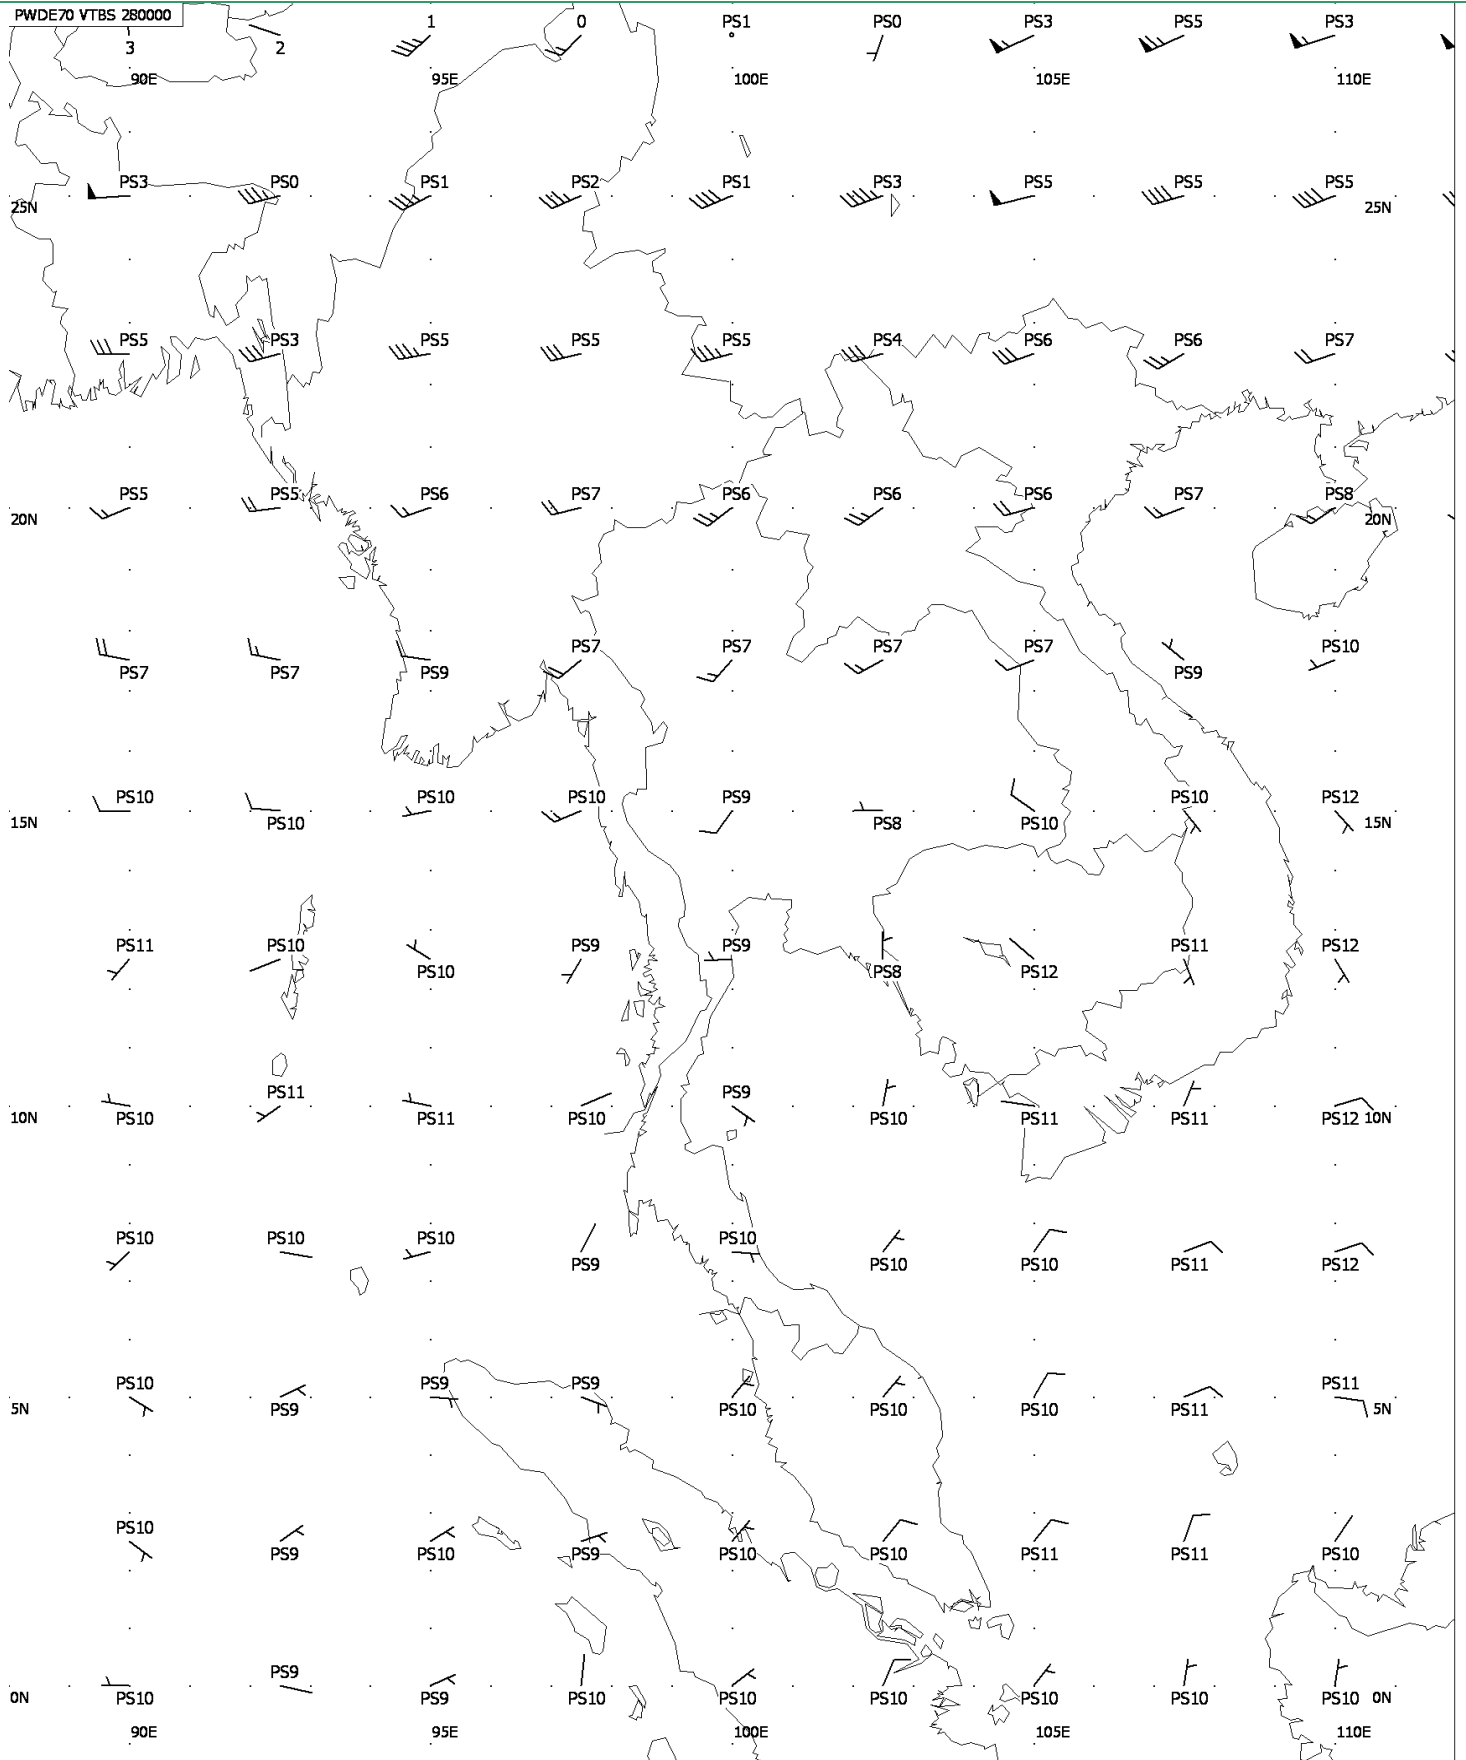 PWDE70 VTBS 280000
3 2 1 0 PS1 PS0 PS3 PS5 PS3
90E 95E 100E 105E 110E
PS3 PS0 PS1 PS2 PS1 PS3 PS5 PS5 PS5
25N 25N
PS5 PS3 PS5 PS5 PS5 PS4 PS6 PS6 PS7
PS5 PS5 PS6 PS7 PS6 PS6 PS6 PS7 PS8
20N 20N
PS7 PS7 PS7 PS7 PS10
PS7 PS7 PS9 PS9
PS10 PS10 PS10 PS9 PS10 PS12
15N PS10 PS8 PS10 15N
PS11 PS10 PS9 PS9 PS11 PS12
PS10 PS8 PS12
PS11 PS9
10N PS10 PS11 PS10 PS10 PS11 PS11 PS12 10N
PS10 PS10 PS10 PS10
PS9 PS10 PS10 PS11 PS12
PS10 PS9 PS9 PS11
5N PS9 PS10 PS10 PS10 PS11 5N
PS10
PS9 PS10 PS9 PS10 PS10 PS11 PS11 PS10
PS9
0N PS10 PS9 PS10 PS10 PS10 PS10 PS10 PS10 0N
90E 95E 100E 105E 110E